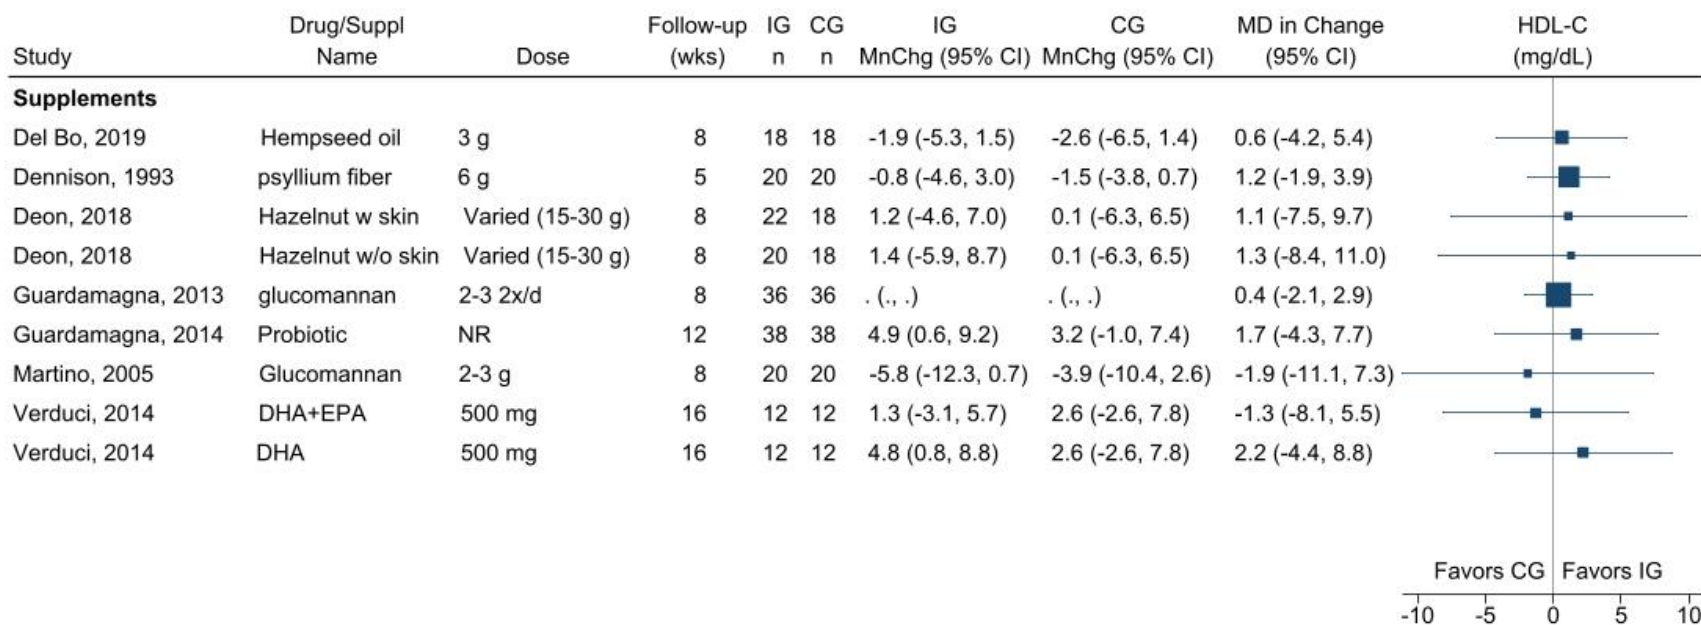 Drug/Suppl Follow-up IG CG IG CG MD in Change HDL-C
Study Name Dose (wks) n n MnChg (95% CI) MnChg (95% CI) (95% CI) (mg/dL)
Supplements
Del Bo, 2019 Hempseed oil 3 g 8 18 18 -1.9 (-5.3, 1.5) -2.6 (-6.5, 1.4) 0.6 (-4.2, 5.4)
Dennison, 1993 psyllium fiber 6 g 5 20 20 -0.8 (-4.6, 3.0) -1.5 (-3.8, 0.7) 1.2 (-1.9, 3.9)
Deon, 2018 Hazelnut w skin Varied (15-30 g) 8 22 18 1.2 (-4.6, 7.0) 0.1 (-6.3, 6.5) 1.1 (-7.5, 9.7)
Deon, 2018 Hazelnut w/o skin Varied (15-30 g) 8 20 18 1.4 (-5.9, 8.7) 0.1 (-6.3, 6.5) 1.3 (-8.4, 11.0)
Guardamagna, 2013 glucomannan 2-3 2x/d 8 36 36 . (., .) . (., .) 0.4 (-2.1, 2.9)
Guardamagna, 2014 Probiotic NR 12 38 38 4.9 (0.6, 9.2) 3.2 (-1.0, 7.4) 1.7 (-4.3, 7.7)
Martino, 2005 Glucomannan 2-3 g 8 20 20 -5.8 (-12.3, 0.7) -3.9 (-10.4, 2.6) -1.9 (-11.1, 7.3)
Verduci, 2014 DHA+EPA 500 mg 16 12 12 1.3 (-3.1, 5.7) 2.6 (-2.6, 7.8) -1.3 (-8.1, 5.5)
Verduci, 2014 DHA 500 mg 16 12 12 4.8 (0.8, 8.8) 2.6 (-2.6, 7.8) 2.2 (-4.4, 8.8)
Favors CG Favors IG
-10 -5 0 5 10